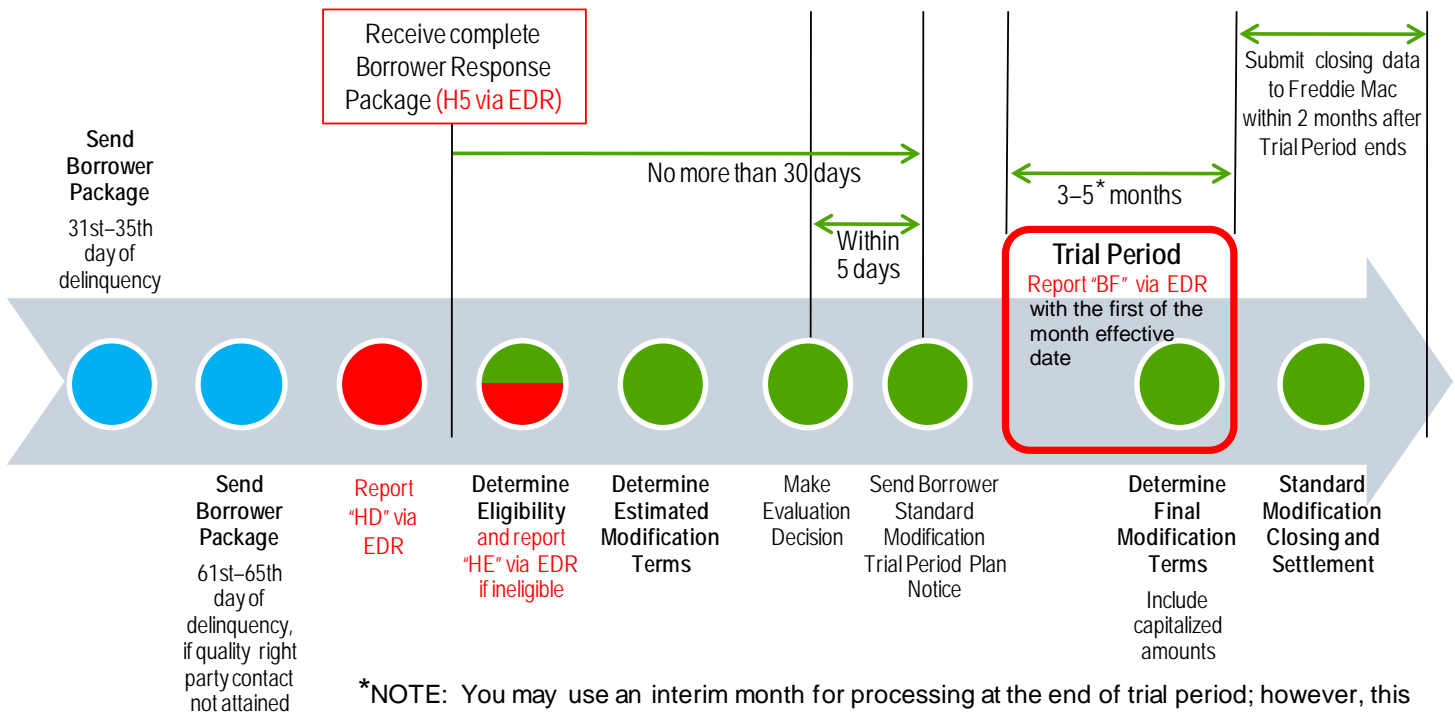 Receive complete
Borrower Response
Package (H5 via EDR)
Send
Borrower
Package
31st–35th
day of
delinquency
No more than 30 days
Within
5 days
3–5* months
Submit closing data
to Freddie Mac
within 2 months after
Trial Period ends
Trial Period
Report “BF” via EDR
with the first of the
month effective
date
Send
Borrower
Package
61st–65th
day of
delinquency,
if quality right
party contact
not attained
Report
“HD” via
EDR
Determine
Eligibility
and report
“HE” via EDR
if ineligible
Determine
Estimated
Modification
Terms
Make
Evaluation
Decision
Send Borrower
Standard
Modification
Trial Period Plan
Notice
Determine
Final
Modification
Terms
Include
capitalized
amounts
Standard
Modification
Closing and
Settlement
*NOTE: You may use an interim month for processing at the end of trial period; however, this